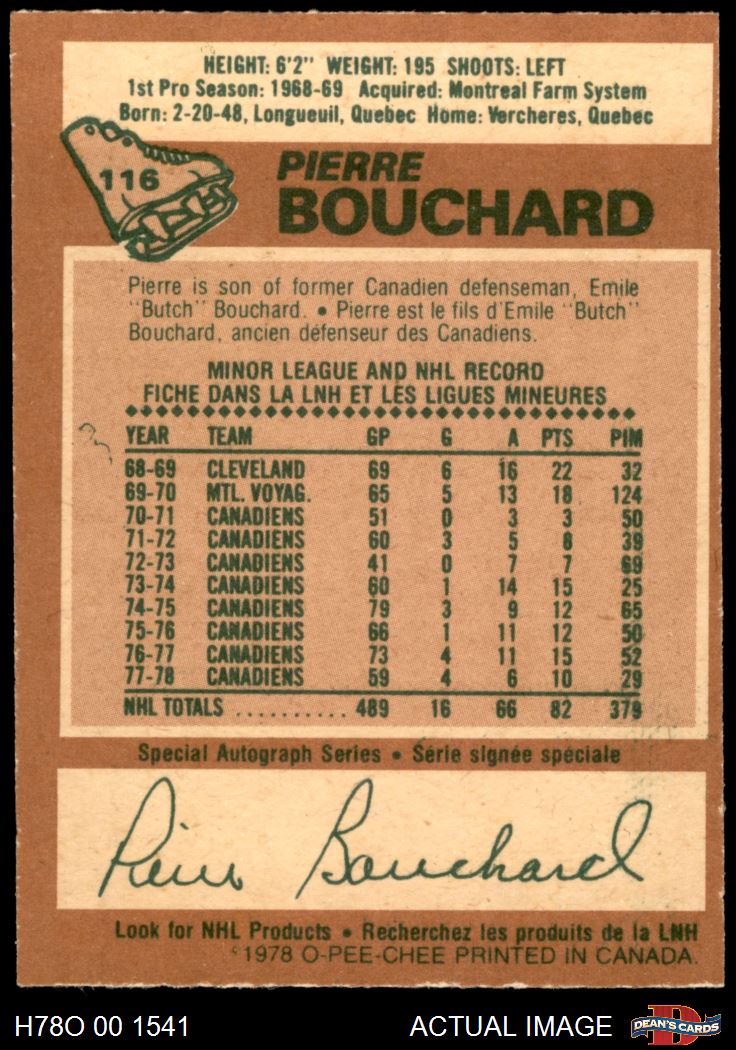 HEIGHT: 6'2" WEIGHT: 195 SHOOTS: LEFT
1st Pro Season: 1968-69 Acquired: Montreal Farm System
Born: 2-20-48, Longueuil, Quebec Home: Vercheres, Quebec
116
PIERRE
BOUCHARD
Pierre is son of former Canadien defenseman, Emile
"Butch" Bouchard. • Pierre est le fils d'Emile "Butch"
Bouchard, ancien défenseur des Canadiens.
MINOR LEAGUE AND NHL RECORD
FICHE DANS LA LNH ET LES LIGUES MINEURES
YEAR TEAM GP G A PTS PIM
68-69 CLEVELAND 69 6 16 22 32
69-70 MTL. VOYAG. 65 5 13 18 124
70-71 CANADIENS 51 0 3 3 50
71-72 CANADIENS 60 3 5 8 39
72-73 CANADIENS 41 0 7 7 69
73-74 CANADIENS 60 1 14 15 25
74-75 CANADIENS 79 3 9 12 65
75-76 CANADIENS 66 1 11 12 50
76-77 CANADIENS 73 4 11 15 52
77-78 CANADIENS 59 4 6 10 29
NHL TOTALS .......... 489 16 66 82 379
Special Autograph Series • Série signée spéciale
Pierre Bouchard
Look for NHL Products • Recherchez les produits de la LNH
©1978 O-PEE-CHEE PRINTED IN CANADA.
H78O 00 1541 ACTUAL IMAGE DEAN'S CARDS